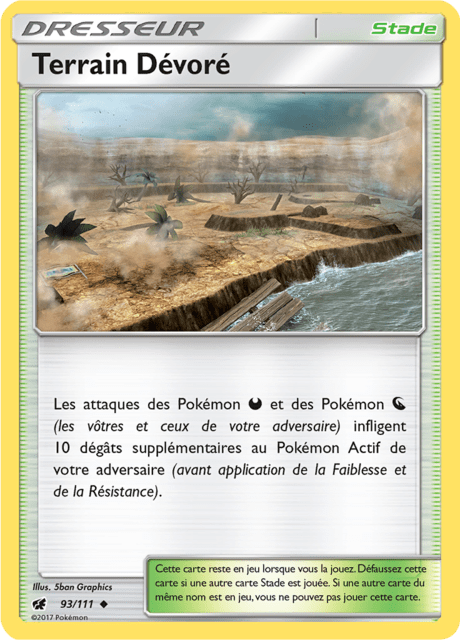 DRESSEUR
Stade
Terrain Dévoré
Les attaques des Pokémon et des Pokémon
(les vôtres et ceux de votre adversaire) infligent
10 dégâts supplémentaires au Pokémon Actif de
votre adversaire (avant application de la Faiblesse et
de la Résistance).
Cette carte reste en jeu lorsque vous la jouez. Défaussez cette
carte si une autre carte Stade est jouée. Si une autre carte du
même nom est en jeu, vous ne pouvez pas jouer cette carte.
Illus. 5ban Graphics
93/111
©2017 Pokémon